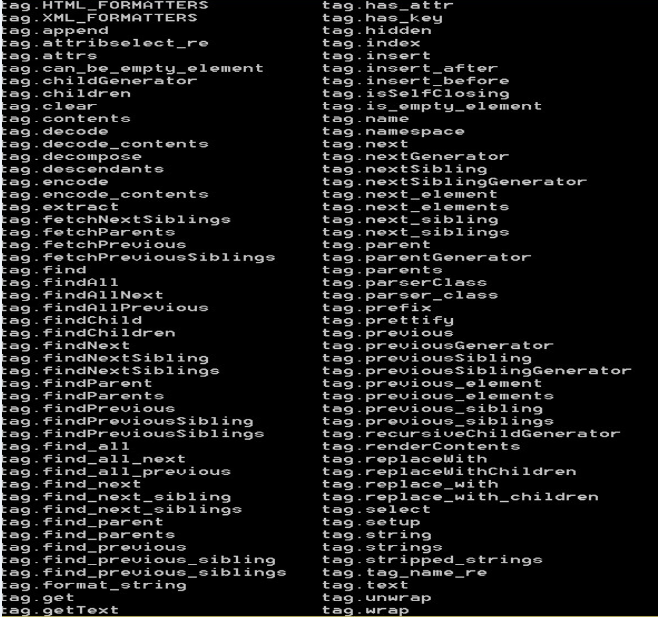 tag.HTML_FORMATTERS tag.has_attr
tag.XML_FORMATTERS tag.has_key
tag.append tag.hidden
tag.attribselect_re tag.index
tag.attrs tag.insert
tag.can_be_empty_element tag.insert_after
tag.childGenerator tag.insert_before
tag.children tag.isSelfClosing
tag.clear tag.is_empty_element
tag.contents tag.name
tag.decode tag.namespace
tag.decode_contents tag.next
tag.decompose tag.nextGenerator
tag.descendants tag.nextSibling
tag.encode tag.nextSiblingGenerator
tag.encode_contents tag.next_element
tag.extract tag.next_elements
tag.fetchNextSiblings tag.next_sibling
tag.fetchParents tag.next_siblings
tag.fetchPrevious tag.parent
tag.fetchPreviousSiblings tag.parentGenerator
tag.find tag.parents
tag.findAll tag.parserClass
tag.findAllNext tag.parser_class
tag.findAllPrevious tag.prefix
tag.findChild tag.prettify
tag.findChildren tag.previous
tag.findNext tag.previousGenerator
tag.findNextSibling tag.previousSibling
tag.findNextSiblings tag.previousSiblingGenerator
tag.findParent tag.previous_element
tag.findParents tag.previous_elements
tag.findPrevious tag.previous_sibling
tag.findPreviousSibling tag.previous_siblings
tag.findPreviousSiblings tag.recursiveChildGenerator
tag.find_all tag.renderContents
tag.find_all_next tag.replaceWith
tag.find_all_previous tag.replaceWithChildren
tag.find_next tag.replace_with
tag.find_next_sibling tag.replace_with_children
tag.find_next_siblings tag.select
tag.find_parent tag.setup
tag.find_parents tag.string
tag.find_previous tag.strings
tag.find_previous_sibling tag.stripped_strings
tag.find_previous_siblings tag.tag_name_re
tag.format_string tag.text
tag.get tag.unwrap
tag.getText tag.wrap